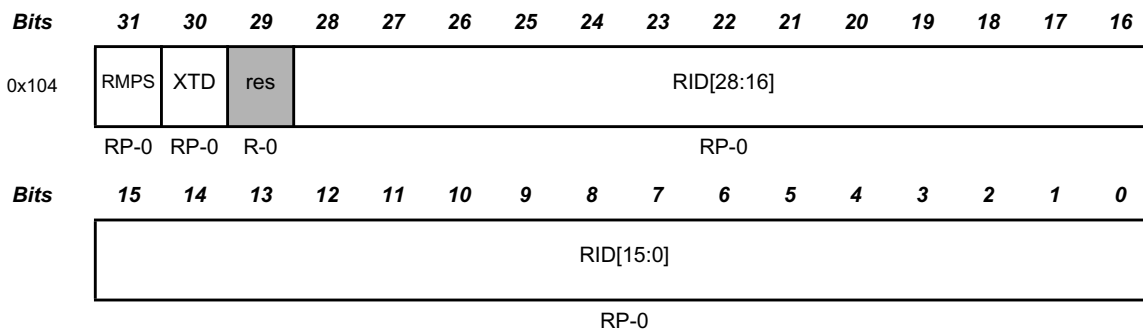 Bits 31 30 29 28 27 26 25 24 23 22 21 20 19 18 17 16
0x104 RMPS XTD res RID[28:16]
RP-0 RP-0 R-0 RP-0
Bits 15 14 13 12 11 10 9 8 7 6 5 4 3 2 1 0
RID[15:0]
RP-0